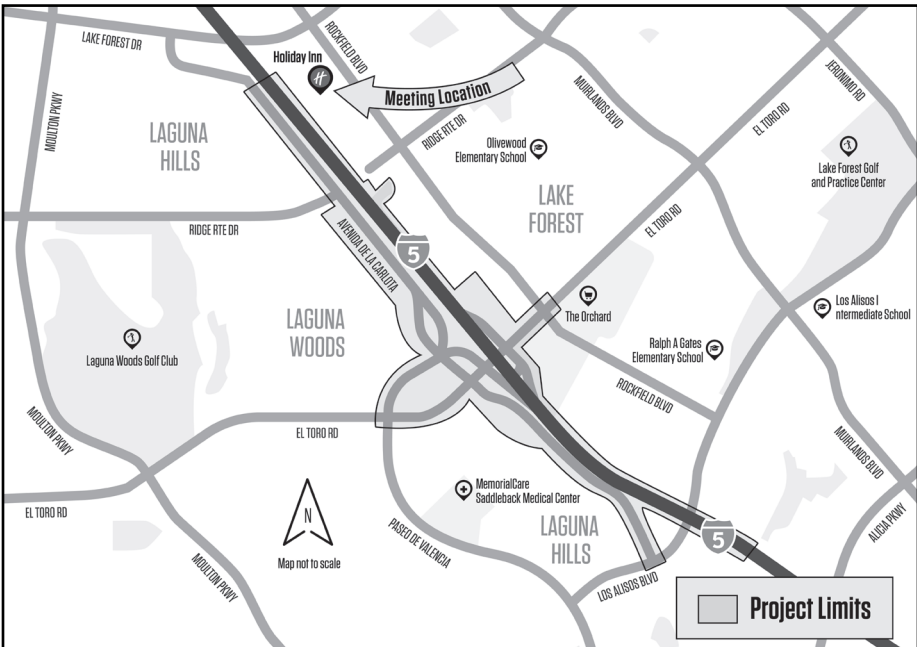 LAKE FOREST DR
ROCKFIELD BLVD
Holiday Inn
H
Meeting Location
MOULTON PKWY
LAGUNA
HILLS
RIDGE RTE DR
Olivewood
Elementary School
MUIRLANDS BLVD
JERONIMO RD
EL TORO RD
Lake Forest Golf
and Practice Center
LAKE
FOREST
RIDGE RTE DR
AVENIDA DE LA CARLOTA
5
EL TORO RD
LAGUNA
WOODS
Laguna Woods Golf Club
The Orchard
Los Alisos I
ntermediate School
Ralph A Gates
Elementary School
ROCKFIELD BLVD
MOULTON PKWY
EL TORO RD
MUIRLANDS BLVD
EL TORO RD
N
Map not to scale
MemorialCare
Saddleback Medical Center
PASEO DE VALENCIA
LAGUNA
HILLS
5
ALICIA PKWY
MOULTON PKWY
LOS ALISOS BLVD
Project Limits